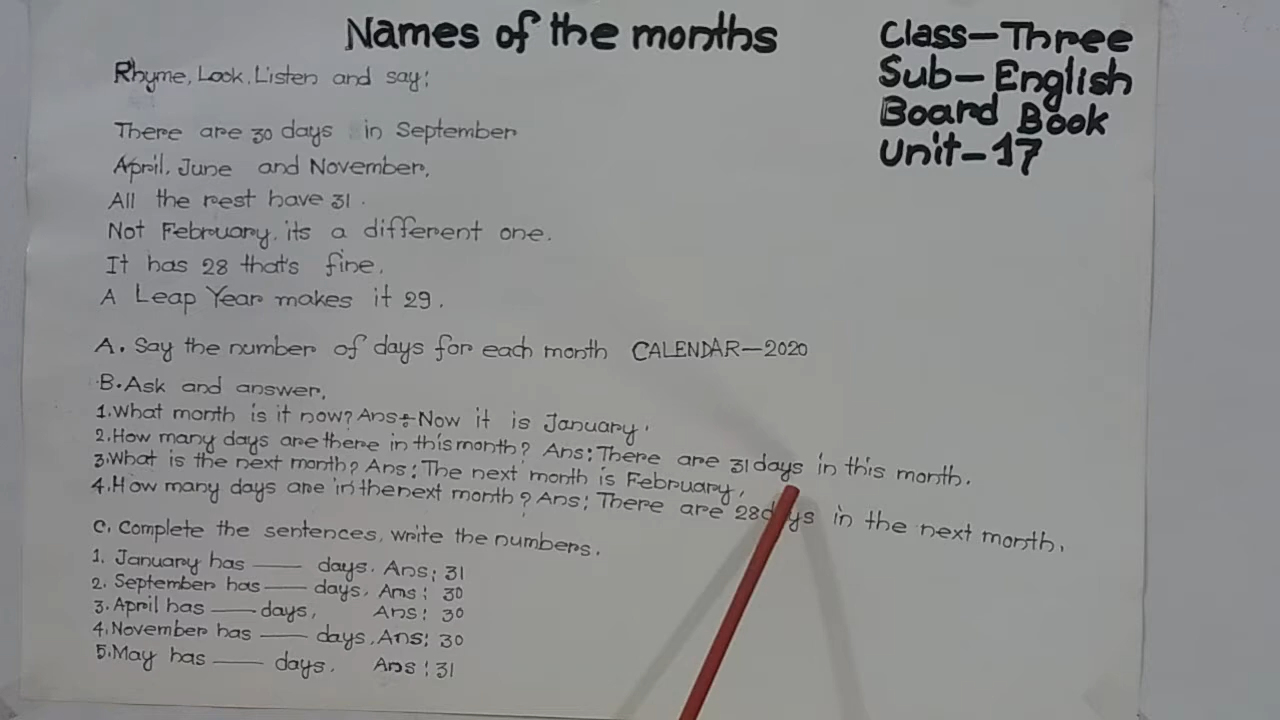 Names of the months
Class-Three
Sub-English
Board Book
Unit-17
Rhyme, Look, Listen and say:
There are 30 days in September
April, June and November,
All the rest have 31.
Not February, its a different one.
It has 28 that's fine.
A Leap Year makes it 29.
A. Say the number of days for each month CALENDAR-2020
B. Ask and answer,
1. What month is it now? Ans: Now it is January.
2. How many days are there in this month? Ans: There are 31 days in this month.
3. What is the next month? Ans: The next month is February,
4. How many days are in the next month? Ans: There are 28 days in the next month.
C. Complete the sentences, write the numbers.
1. January has ___ days. Ans: 31
2. September has ___ days. Ans: 30
3. April has ___ days, Ans: 30
4. November has ___ days, Ans: 30
5. May has ___ days. Ans: 31